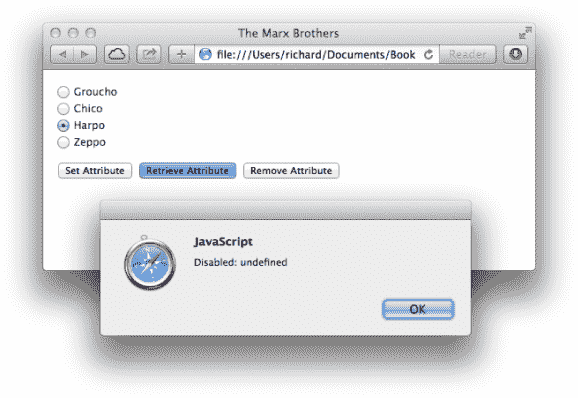 The Marx Brothers
file:///Users/richard/Documents/Book
Reader
Groucho
Chico
Harpo
Zeppo
Set Attribute Retrieve Attribute Remove Attribute
JavaScript
Disabled: undefined
OK